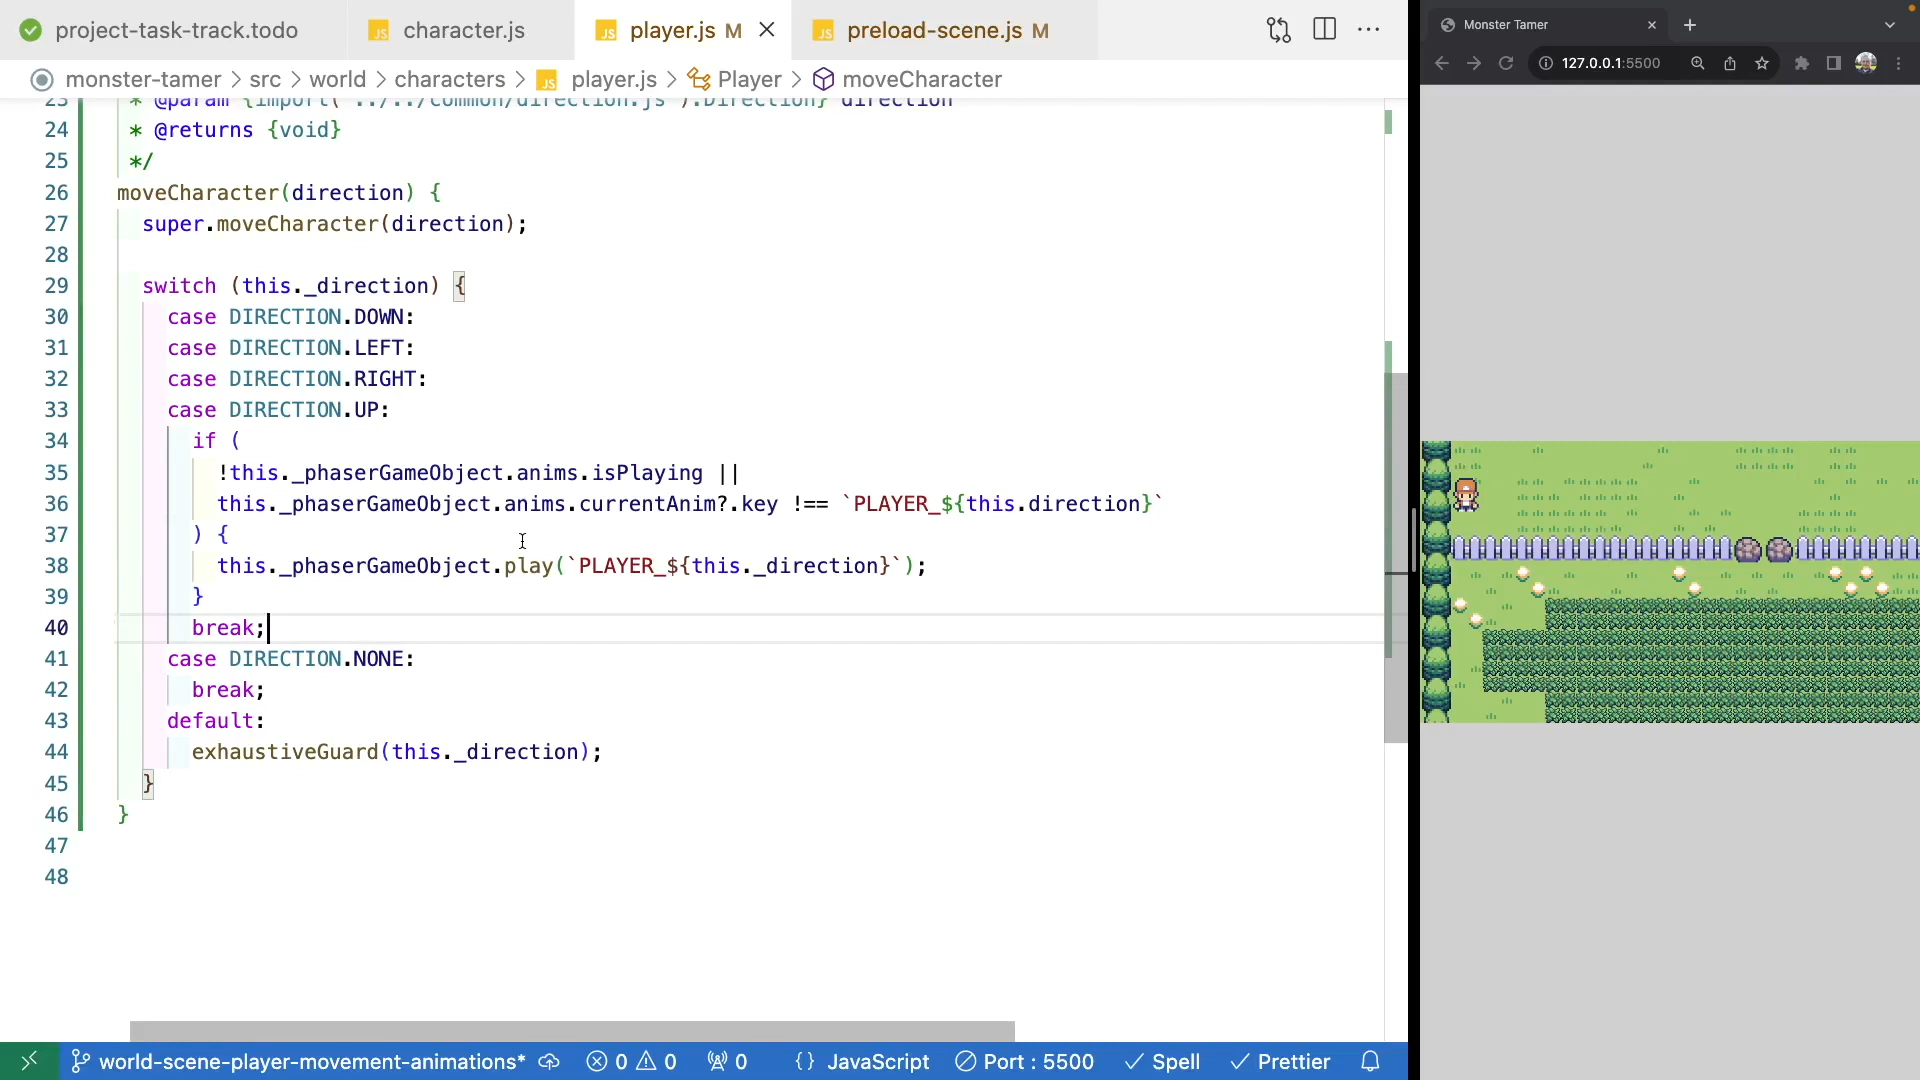 project-task-track.todo
JS character.js
JS player.js M
JS preload-scene.js M
monster-tamer > src > world > characters > JS player.js > Player > moveCharacter
23 * @param {import('../../common/direction.js').Direction} direction
24 * @returns {void}
25 */
26 moveCharacter(direction) {
27 super.moveCharacter(direction);
28
29 switch (this._direction) {
30 case DIRECTION.DOWN:
31 case DIRECTION.LEFT:
32 case DIRECTION.RIGHT:
33 case DIRECTION.UP:
34 if (
35 !this._phaserGameObject.anims.isPlaying ||
36 this._phaserGameObject.anims.currentAnim?.key !== `PLAYER_${this.direction}`
37 ) {
38 this._phaserGameObject.play(`PLAYER_${this._direction}`);
39 }
40 break;
41 case DIRECTION.NONE:
42 break;
43 default:
44 exhaustiveGuard(this._direction);
45 }
46 }
47
48
world-scene-player-movement-animations* 0 0 0 {} JavaScript Port : 5500 Spell Prettier
Monster Tamer
127.0.0.1:5500